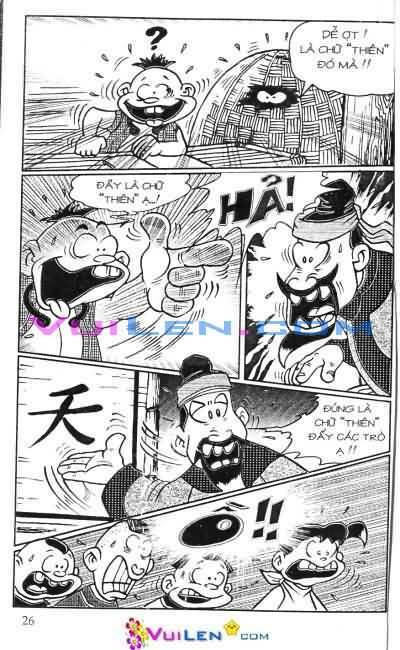 ?
DỄ ỢT !
LÀ CHỮ "THIÊN"
ĐÓ MÀ !!
ĐẤY LÀ CHỮ
"THIÊN" Ạ..!
HẢ!
VUILEN.COM
天
ĐÚNG LÀ
CHỮ "THIÊN"
ĐẤY CÁC TRÒ
Ạ !!
Ồ !!
26
VUILEN.COM